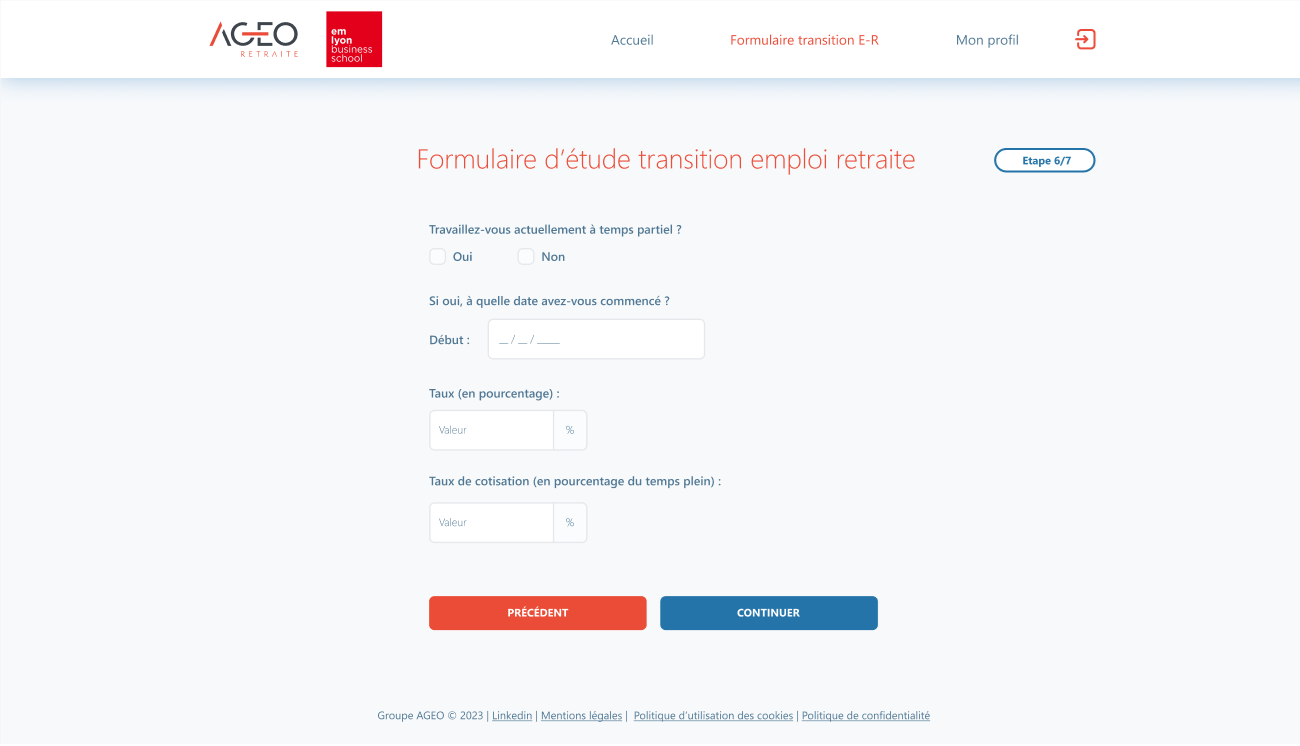 AGEO
RETRAITE
em
lyon
business
school
Accueil
Formulaire transition E-R
Mon profil
Formulaire d'étude transition emploi retraite
Etape 6/7
Travaillez-vous actuellement à temps partiel ?
Oui
Non
Si oui, à quelle date avez-vous commencé ?
Début :
__ / __ / ____
Taux (en pourcentage) :
Valeur
%
Taux de cotisation (en pourcentage du temps plein) :
Valeur
%
PRÉCÉDENT
CONTINUER
Groupe AGEO © 2023 | Linkedin | Mentions légales | Politique d'utilisation des cookies | Politique de confidentialité